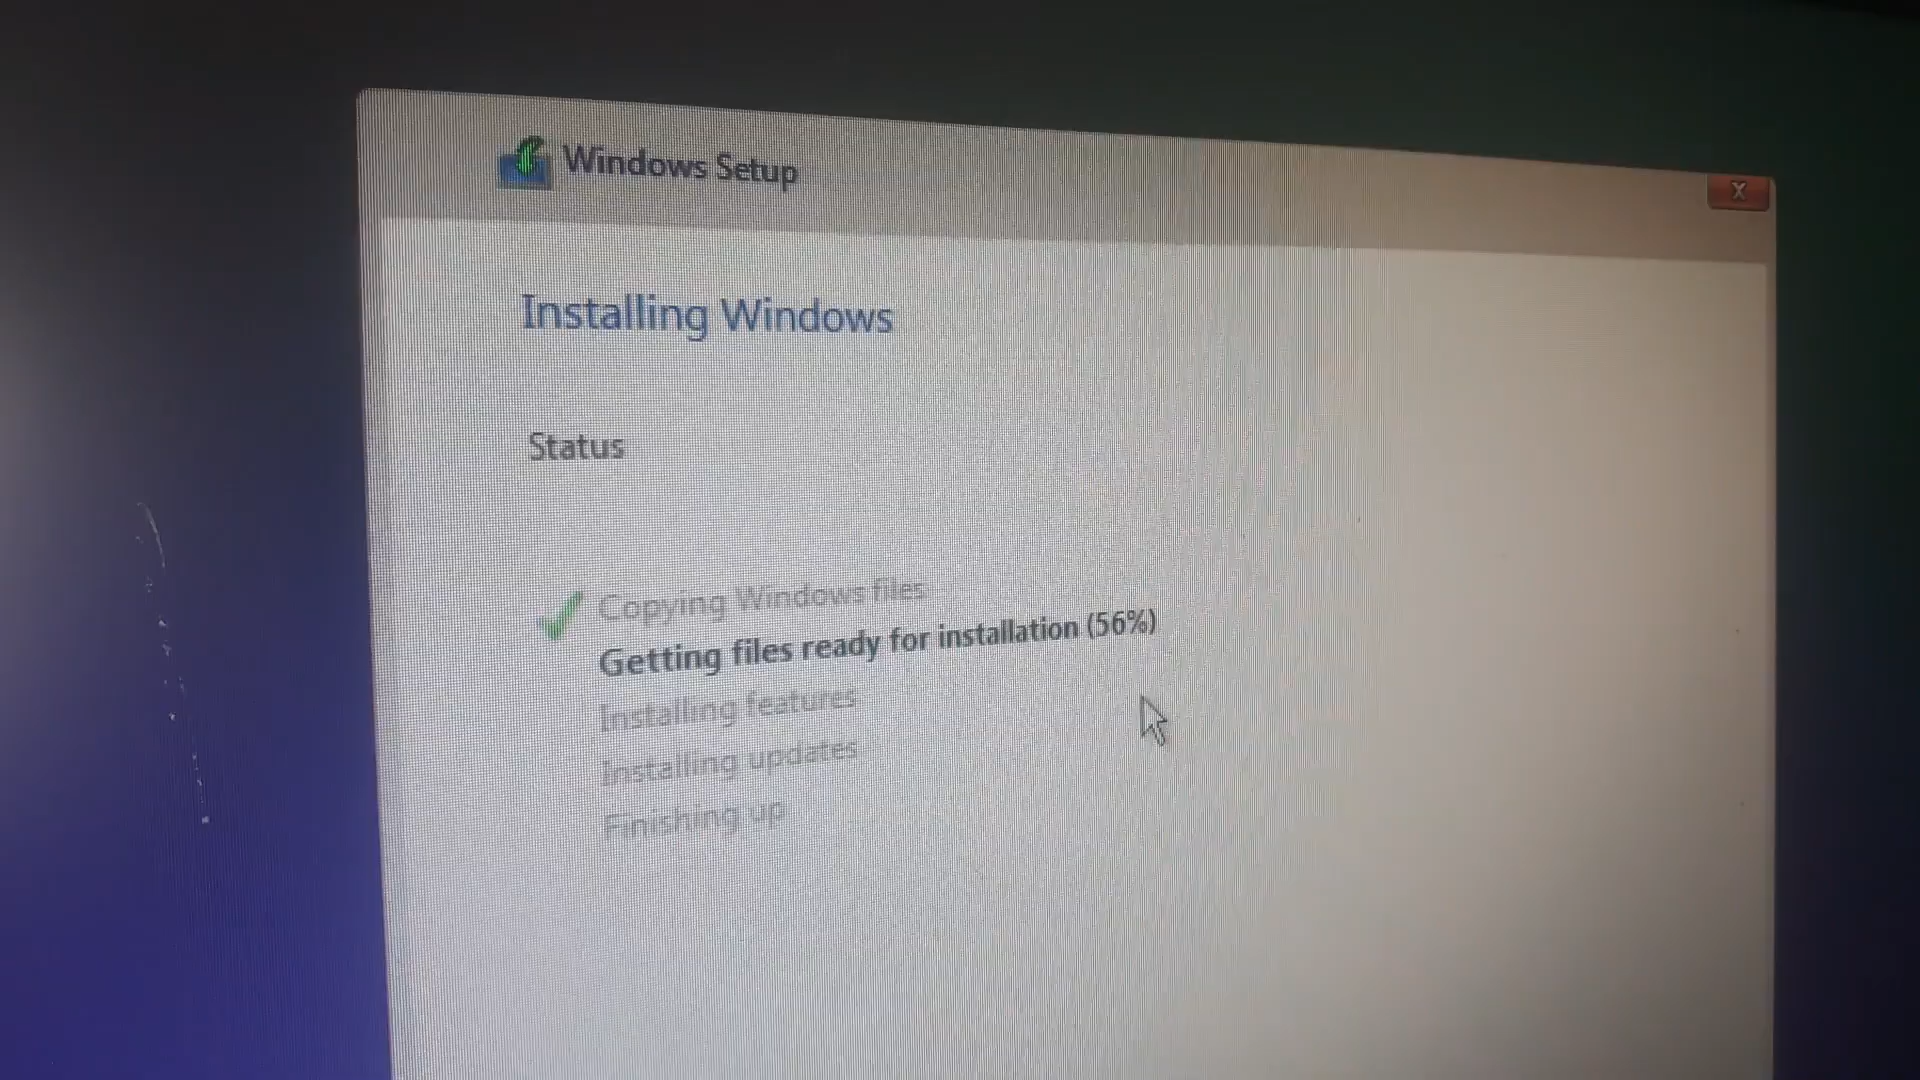 Windows Setup
X
Installing Windows
Status
Copying Windows files
Getting files ready for installation (56%)
Installing features
Installing updates
Finishing up